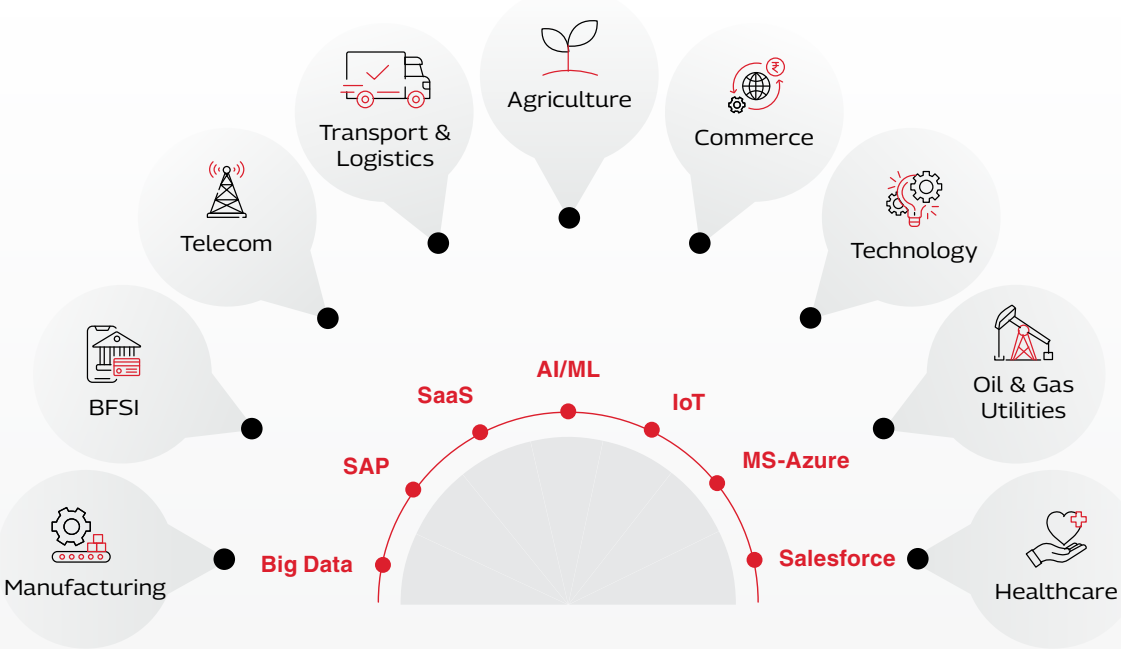 Agriculture
Transport &
Logistics
Commerce
₹
Telecom
Technology
BFSI
Oil & Gas
Utilities
Manufacturing
Healthcare
AI/ML
SaaS
IoT
SAP
MS-Azure
Big Data
Salesforce